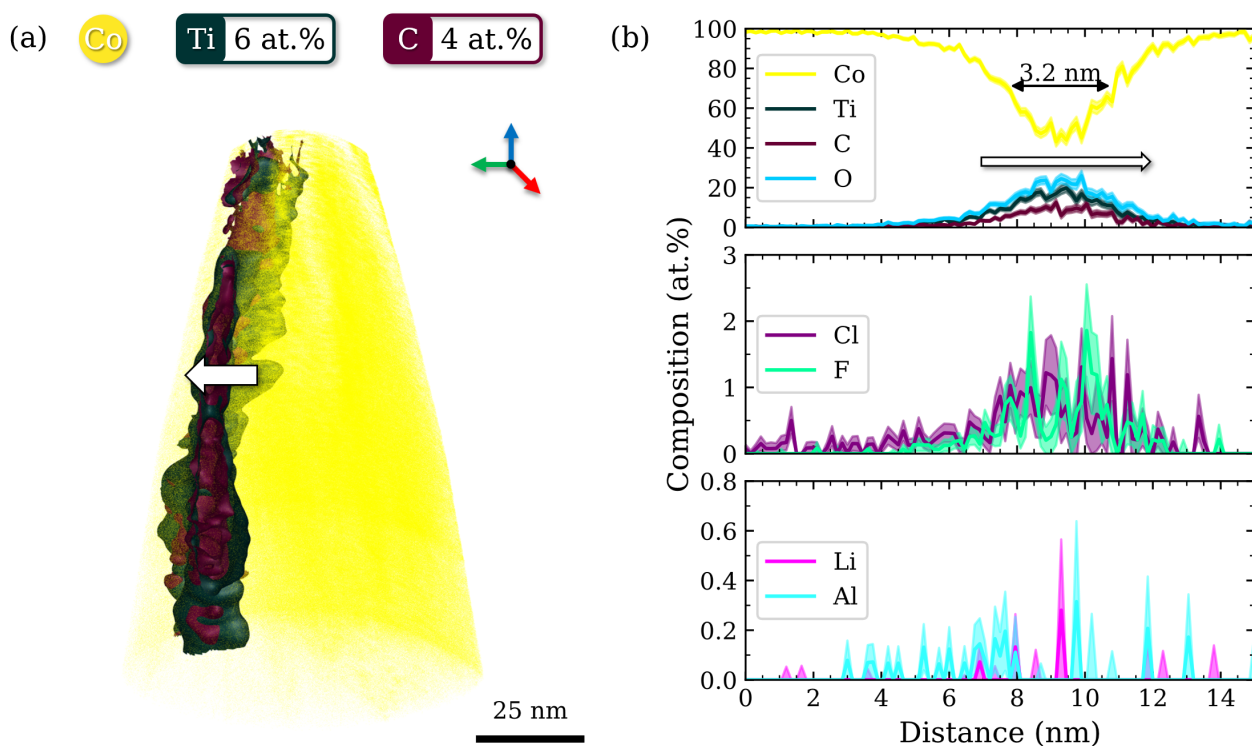 (a) Co Ti 6 at.% C 4 at.%
25 nm
(b)
Composition (at.%)
100
80
60
40
20
0
Co
Ti
C
O
3.2 nm
3
2
1
0
Cl
F
0.8
0.6
0.4
0.2
0.0
Li
Al
0 2 4 6 8 10 12 14
Distance (nm)